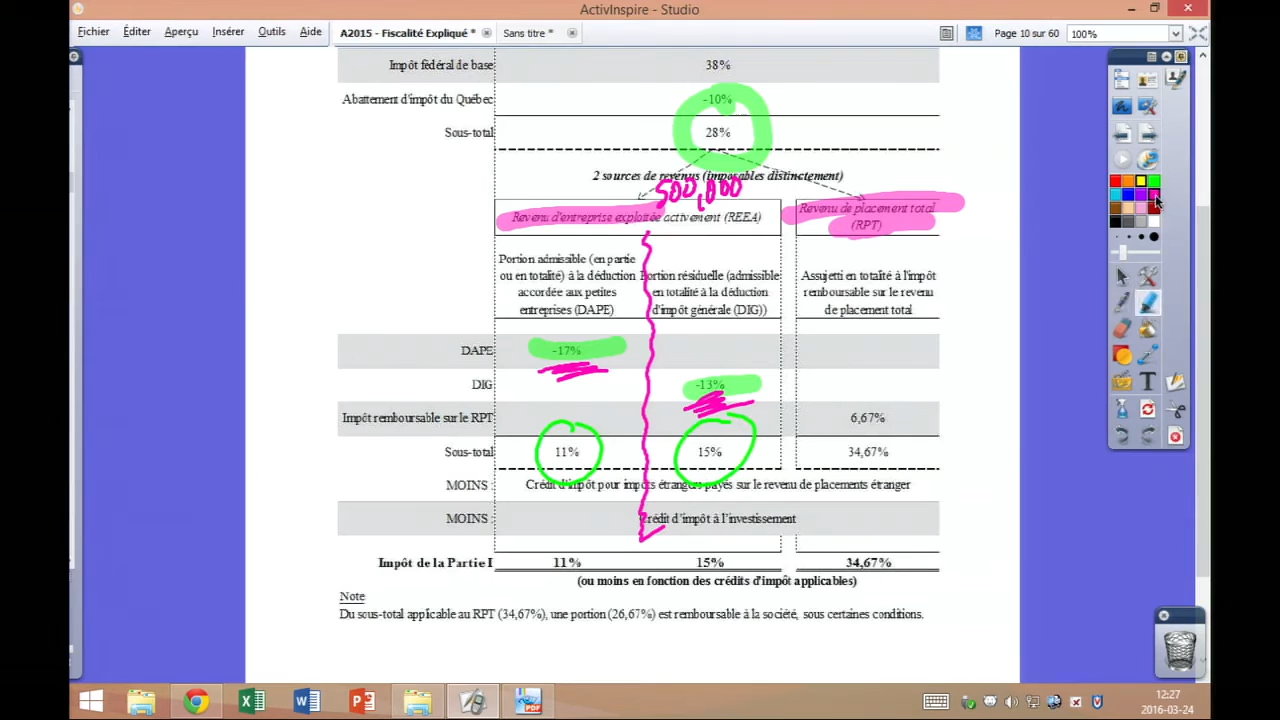 ActivInspire - Studio
Fichier Éditer Aperçu Insérer Outils Aide A2015 - Fiscalité Expliqué * Sans titre * Page 10 sur 60 100%
Impôt fédéral de base 38%
Abattement d'impôt du Québec -10%
Sous-total 28%
2 sources de revenus (imposables distinctement)
500,000
Revenu d'entreprise exploitée activement (REEA) Revenu de placement total
(RPT)
Portion admissible (en partie
ou en totalité) à la déduction Portion résiduelle (admissible Assujetti en totalité à l'impôt
accordée aux petites en totalité à la déduction remboursable sur le revenu
entreprises (DAPE) d'impôt générale (DIG)) de placement total
DAPE -17%
DIG -13%
Impôt remboursable sur le RPT 6,67%
Sous-total 11% 15% 34,67%
MOINS : Crédit d'impôt pour impôts étrangers payés sur le revenu de placements étranger
MOINS : Crédit d'impôt à l'investissement
Impôt de la Partie I 11% 15% 34,67%
(ou moins en fonction des crédits d'impôt applicables)
Note
Du sous-total applicable au RPT (34,67%), une portion (26,67%) est remboursable à la société, sous certaines conditions.
12:27
2016-03-24